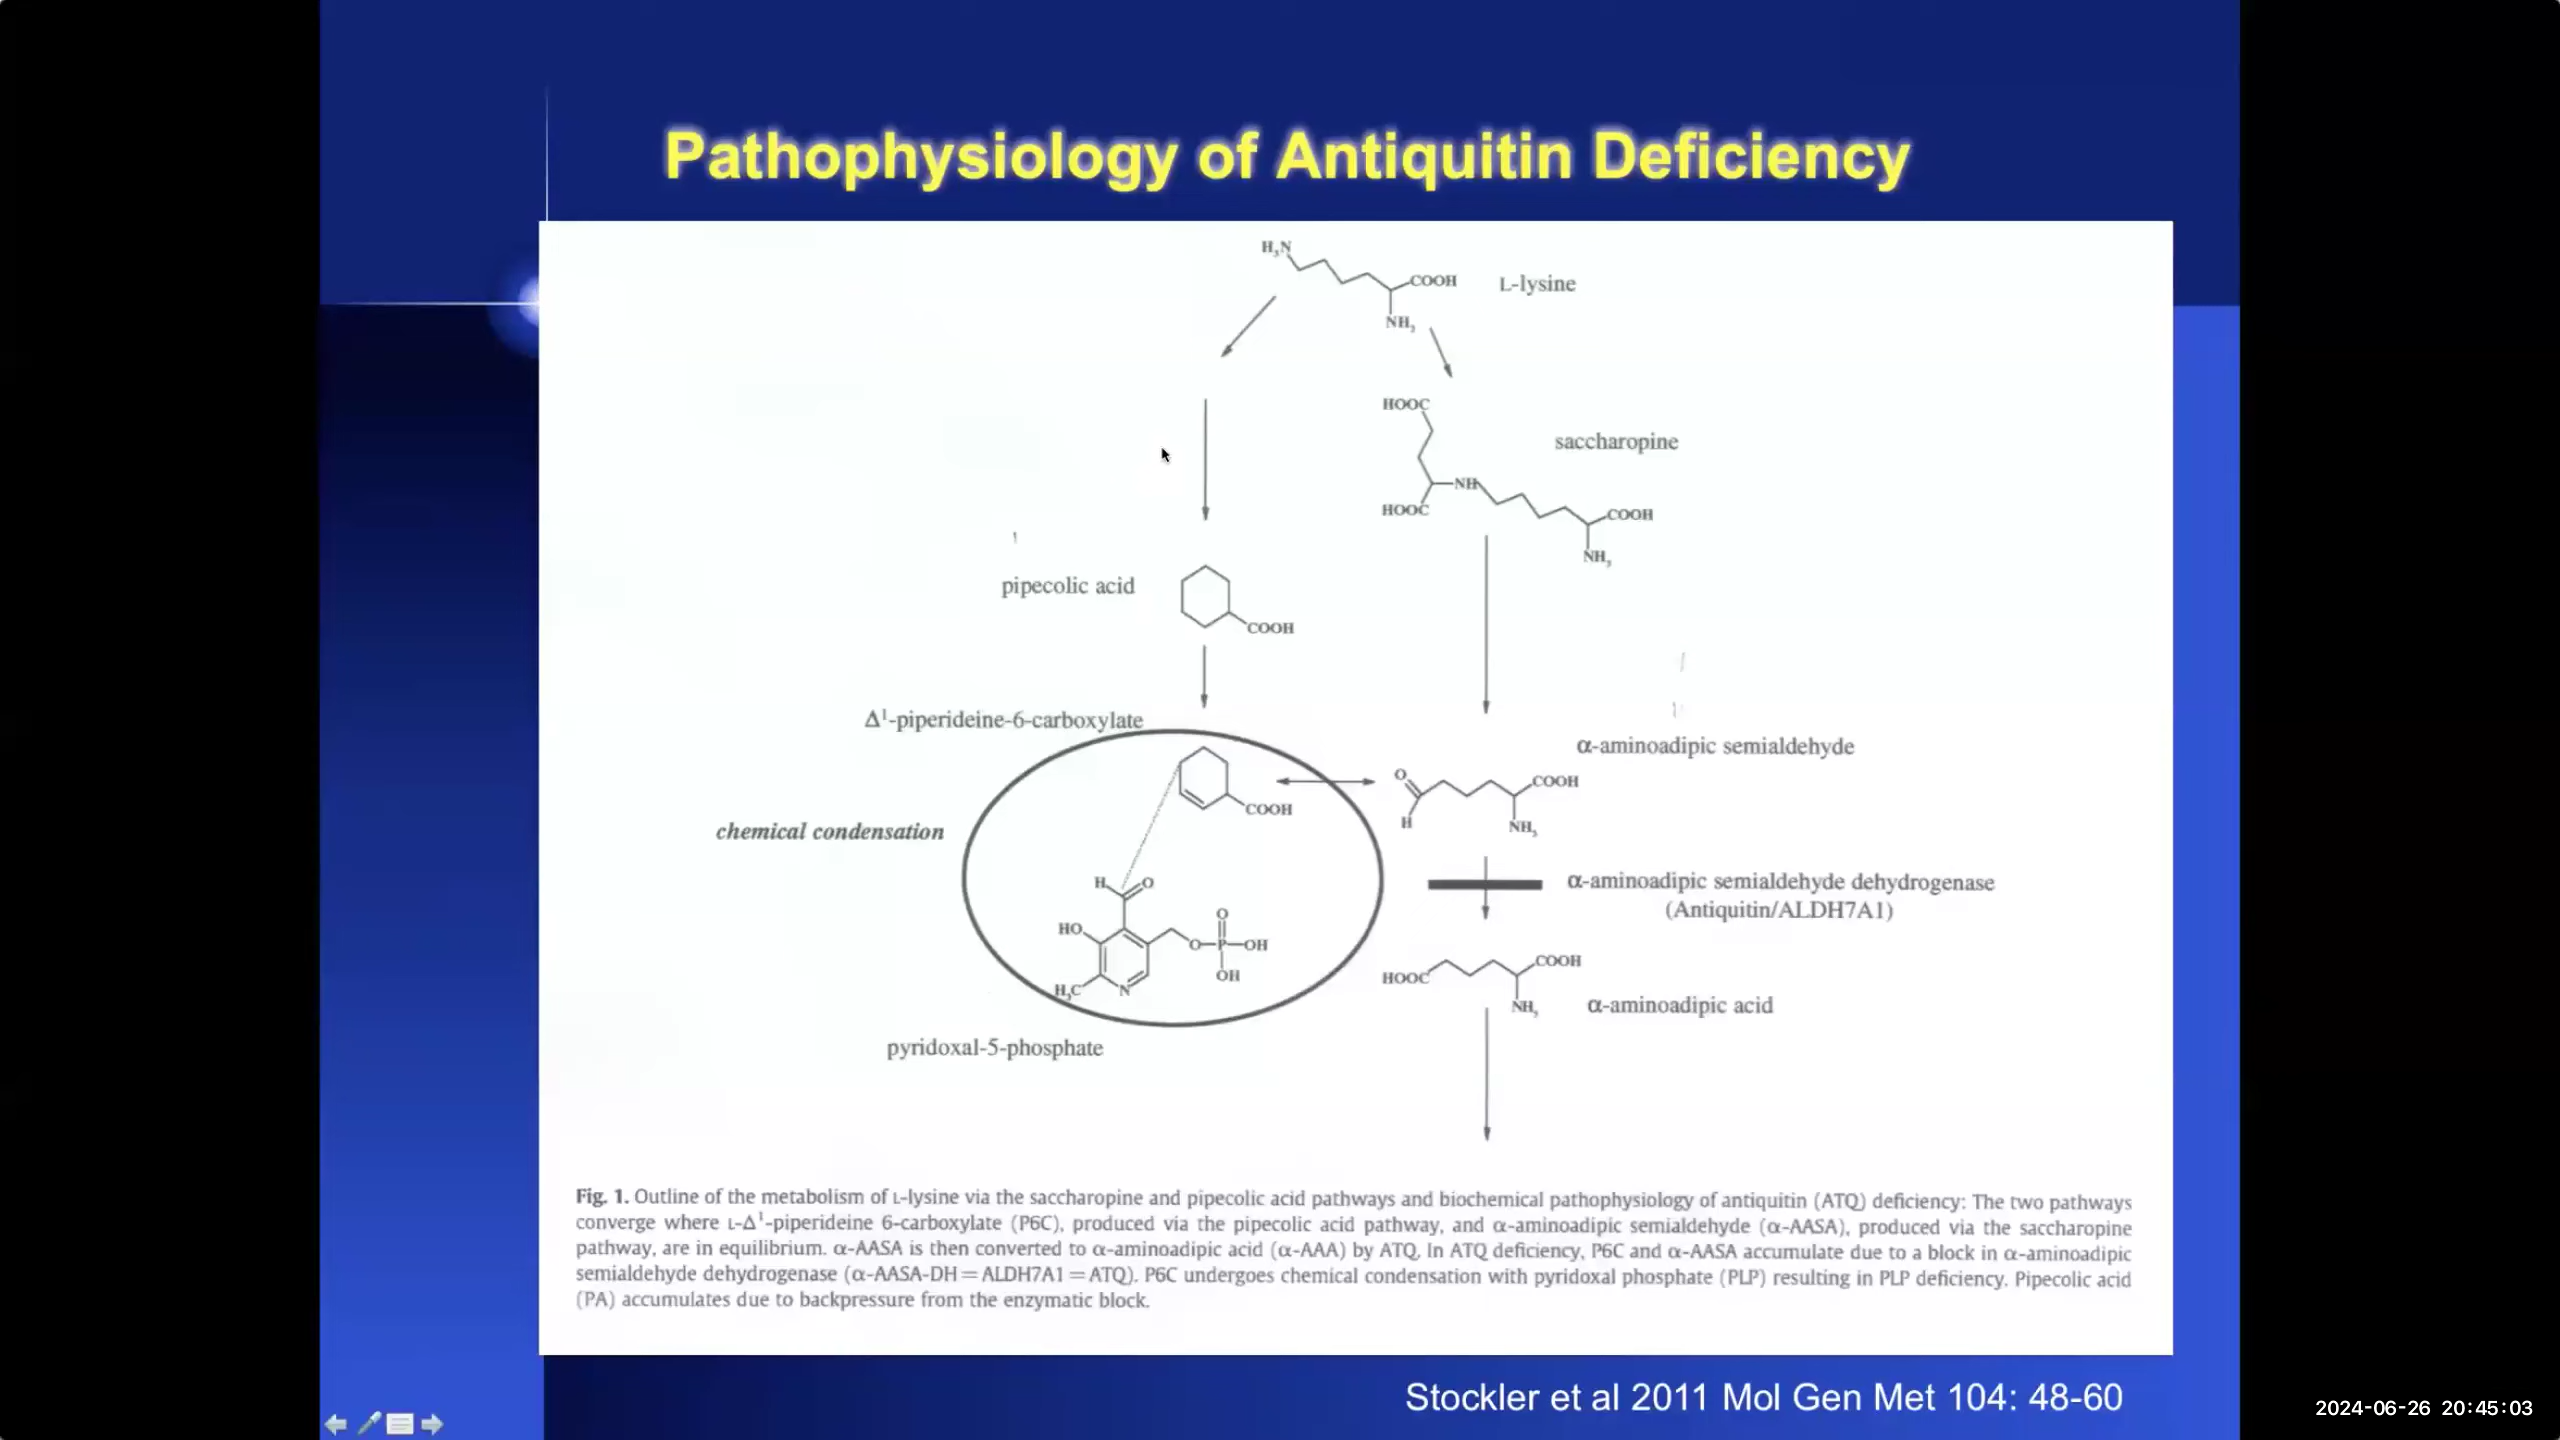 Pathophysiology of Antiquitin Deficiency
H₂N
COOH
L-lysine
NH₂
HOOC
saccharopine
NH
HOOC
COOH
NH₂
pipecolic acid
COOH
Δ¹-piperideine-6-carboxylate
α-aminoadipic semialdehyde
O
COOH
COOH
H
NH₂
chemical condensation
H
O
α-aminoadipic semialdehyde dehydrogenase
(Antiquitin/ALDH7A1)
O
HO
O
P
OH
OH
H₃C
N
HOOC
COOH
NH₂
α-aminoadipic acid
pyridoxal-5-phosphate
Fig. 1. Outline of the metabolism of L-lysine via the saccharopine and pipecolic acid pathways and biochemical pathophysiology of antiquitin (ATQ) deficiency: The two pathways
converge where L-Δ¹-piperideine 6-carboxylate (P6C), produced via the pipecolic acid pathway, and α-aminoadipic semialdehyde (α-AASA), produced via the saccharopine
pathway, are in equilibrium. α-AASA is then converted to α-aminoadipic acid (α-AAA) by ATQ. In ATQ deficiency, P6C and α-AASA accumulate due to a block in α-aminoadipic
semialdehyde dehydrogenase (α-AASA-DH=ALDH7A1=ATQ). P6C undergoes chemical condensation with pyridoxal phosphate (PLP) resulting in PLP deficiency. Pipecolic acid
(PA) accumulates due to backpressure from the enzymatic block.
Stockler et al 2011 Mol Gen Met 104: 48-60
2024-06-26 20:45:03